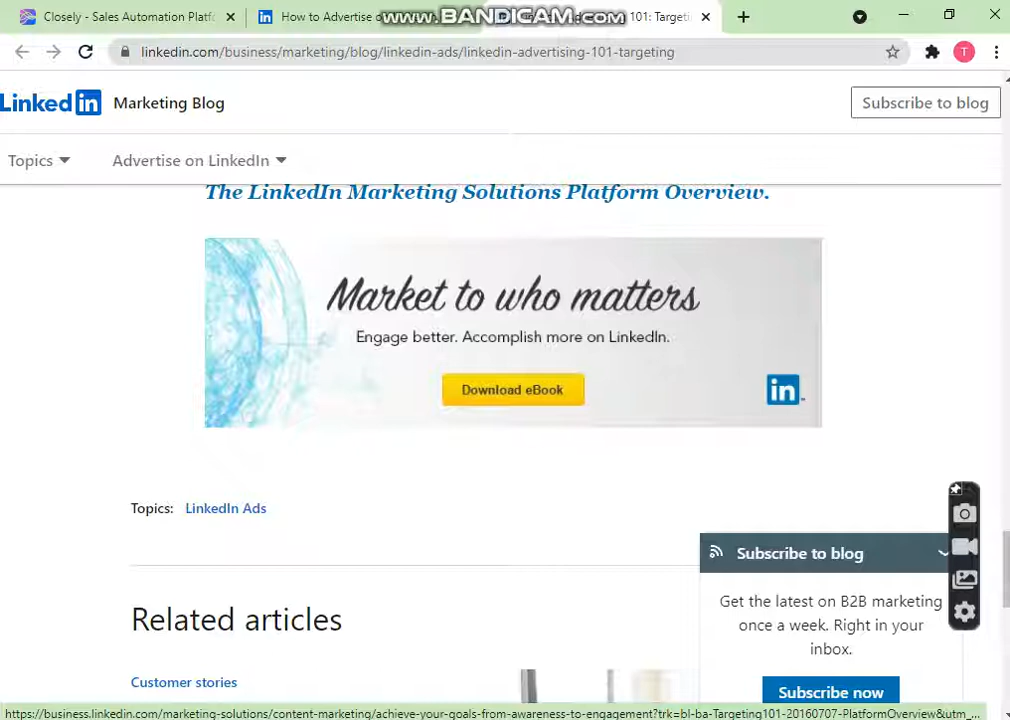 Closely - Sales Automation Platf
How to Advertise o
www.BANDICAM.com
101: Targeti
linkedin.com/business/marketing/blog/linkedin-ads/linkedin-advertising-101-targeting
T
Linked in Marketing Blog
Subscribe to blog
Topics
Advertise on LinkedIn
The LinkedIn Marketing Solutions Platform Overview.
Market to who matters
Engage better. Accomplish more on LinkedIn.
Download eBook
in
Topics: LinkedIn Ads
Subscribe to blog
Get the latest on B2B marketing
once a week. Right in your
inbox.
Subscribe now
Related articles
Customer stories
https://business.linkedin.com/marketing-solutions/content-marketing/achieve-your-goals-from-awareness-to-engagement?trk=bl-ba-Targeting101-20160707-PlatformOverview&utm_...